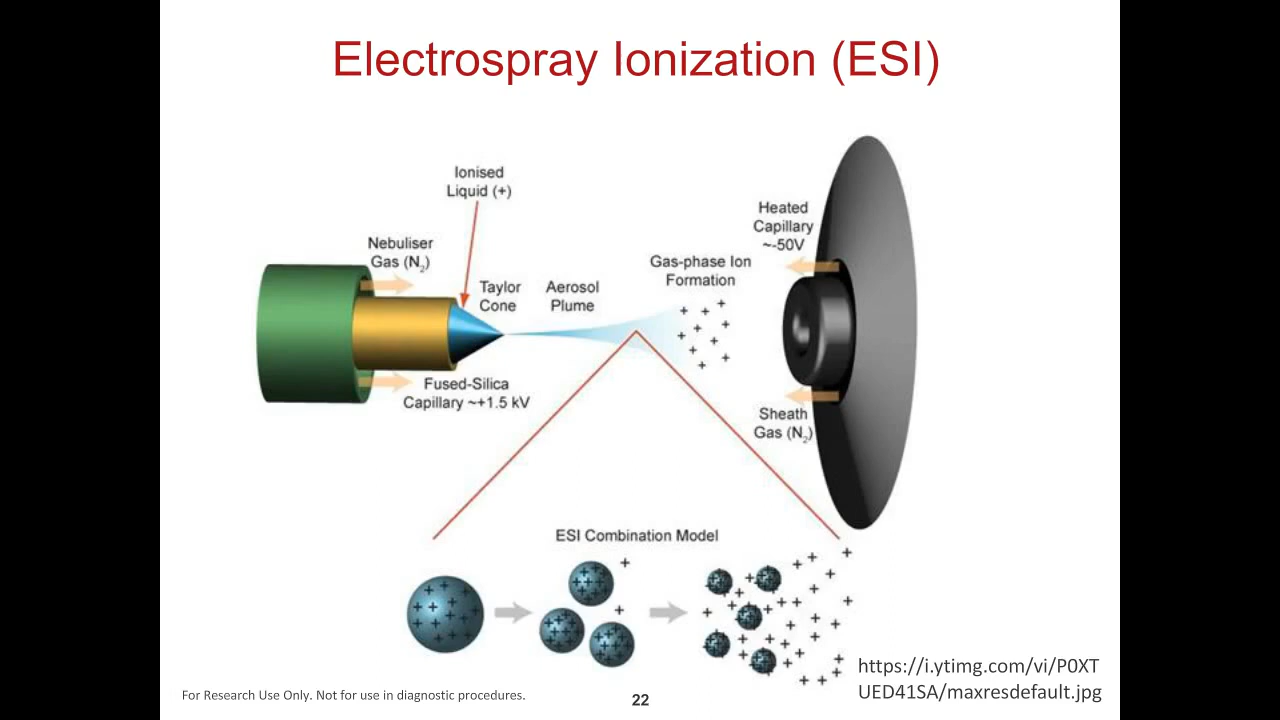 Electrospray Ionization (ESI)
Ionised
Liquid (+)
Nebuliser
Gas (N2)
Taylor
Cone
Aerosol
Plume
Gas-phase Ion
Formation
Heated
Capillary
~-50V
Fused-Silica
Capillary ~+1.5 kV
Sheath
Gas (N2)
ESI Combination Model
https://i.ytimg.com/vi/P0XT
UED41SA/maxresdefault.jpg
For Research Use Only. Not for use in diagnostic procedures.
22